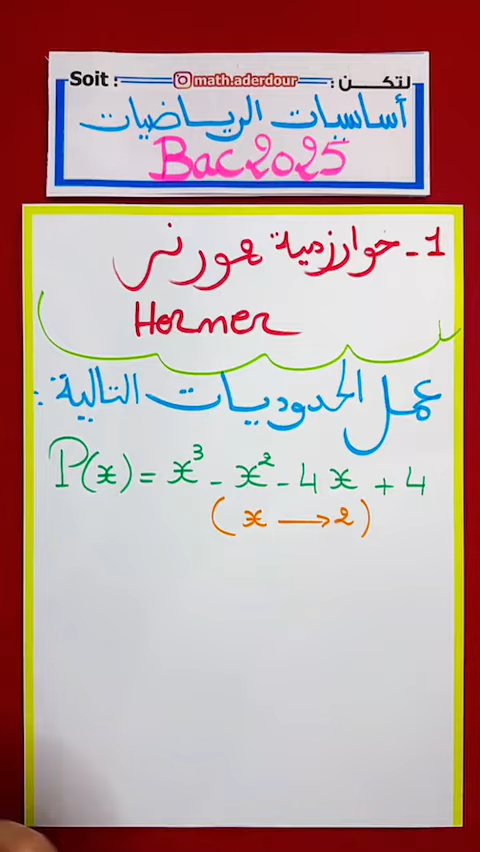 Soit : math.aderdour لتكن :
أساسيات الرياضيات
Bac2025
1- خوارزمية هورنر
Horner
عمل الحدوديات التالية :
P(x) = x³ - x² - 4x + 4
(x → 2)